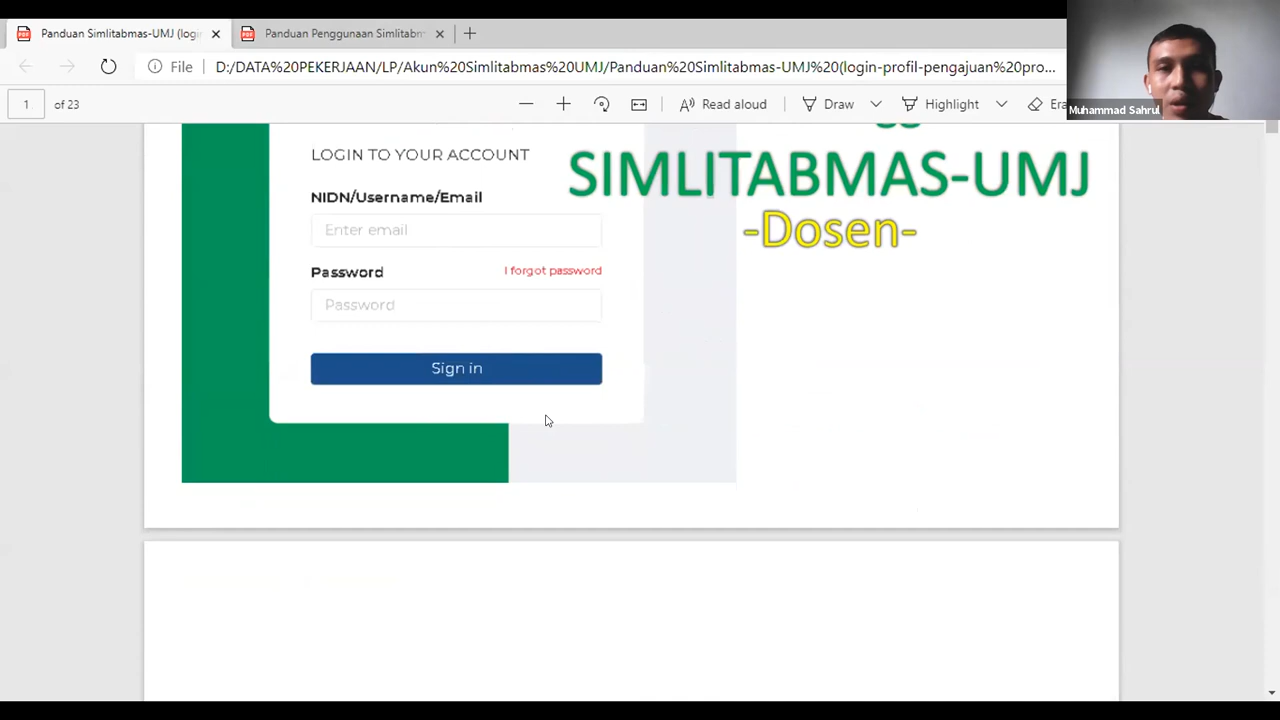 Panduan Simlitabmas-UMJ (logi
Panduan Penggunaan Simlitabm
File
D:/DATA%20PEKERJAAN/LP/Akun%20Simlitabmas%20UMJ/Panduan%20Simlitabmas-UMJ%20(login-profil-pengajuan%20pro...
1 of 23
Read aloud
Draw
Highlight
Era
Muhammad Sahrul
LOGIN TO YOUR ACCOUNT
SIMLITABMAS-UMJ
-Dosen-
NIDN/Username/Email
Enter email
Password
I forgot password
Password
Sign in